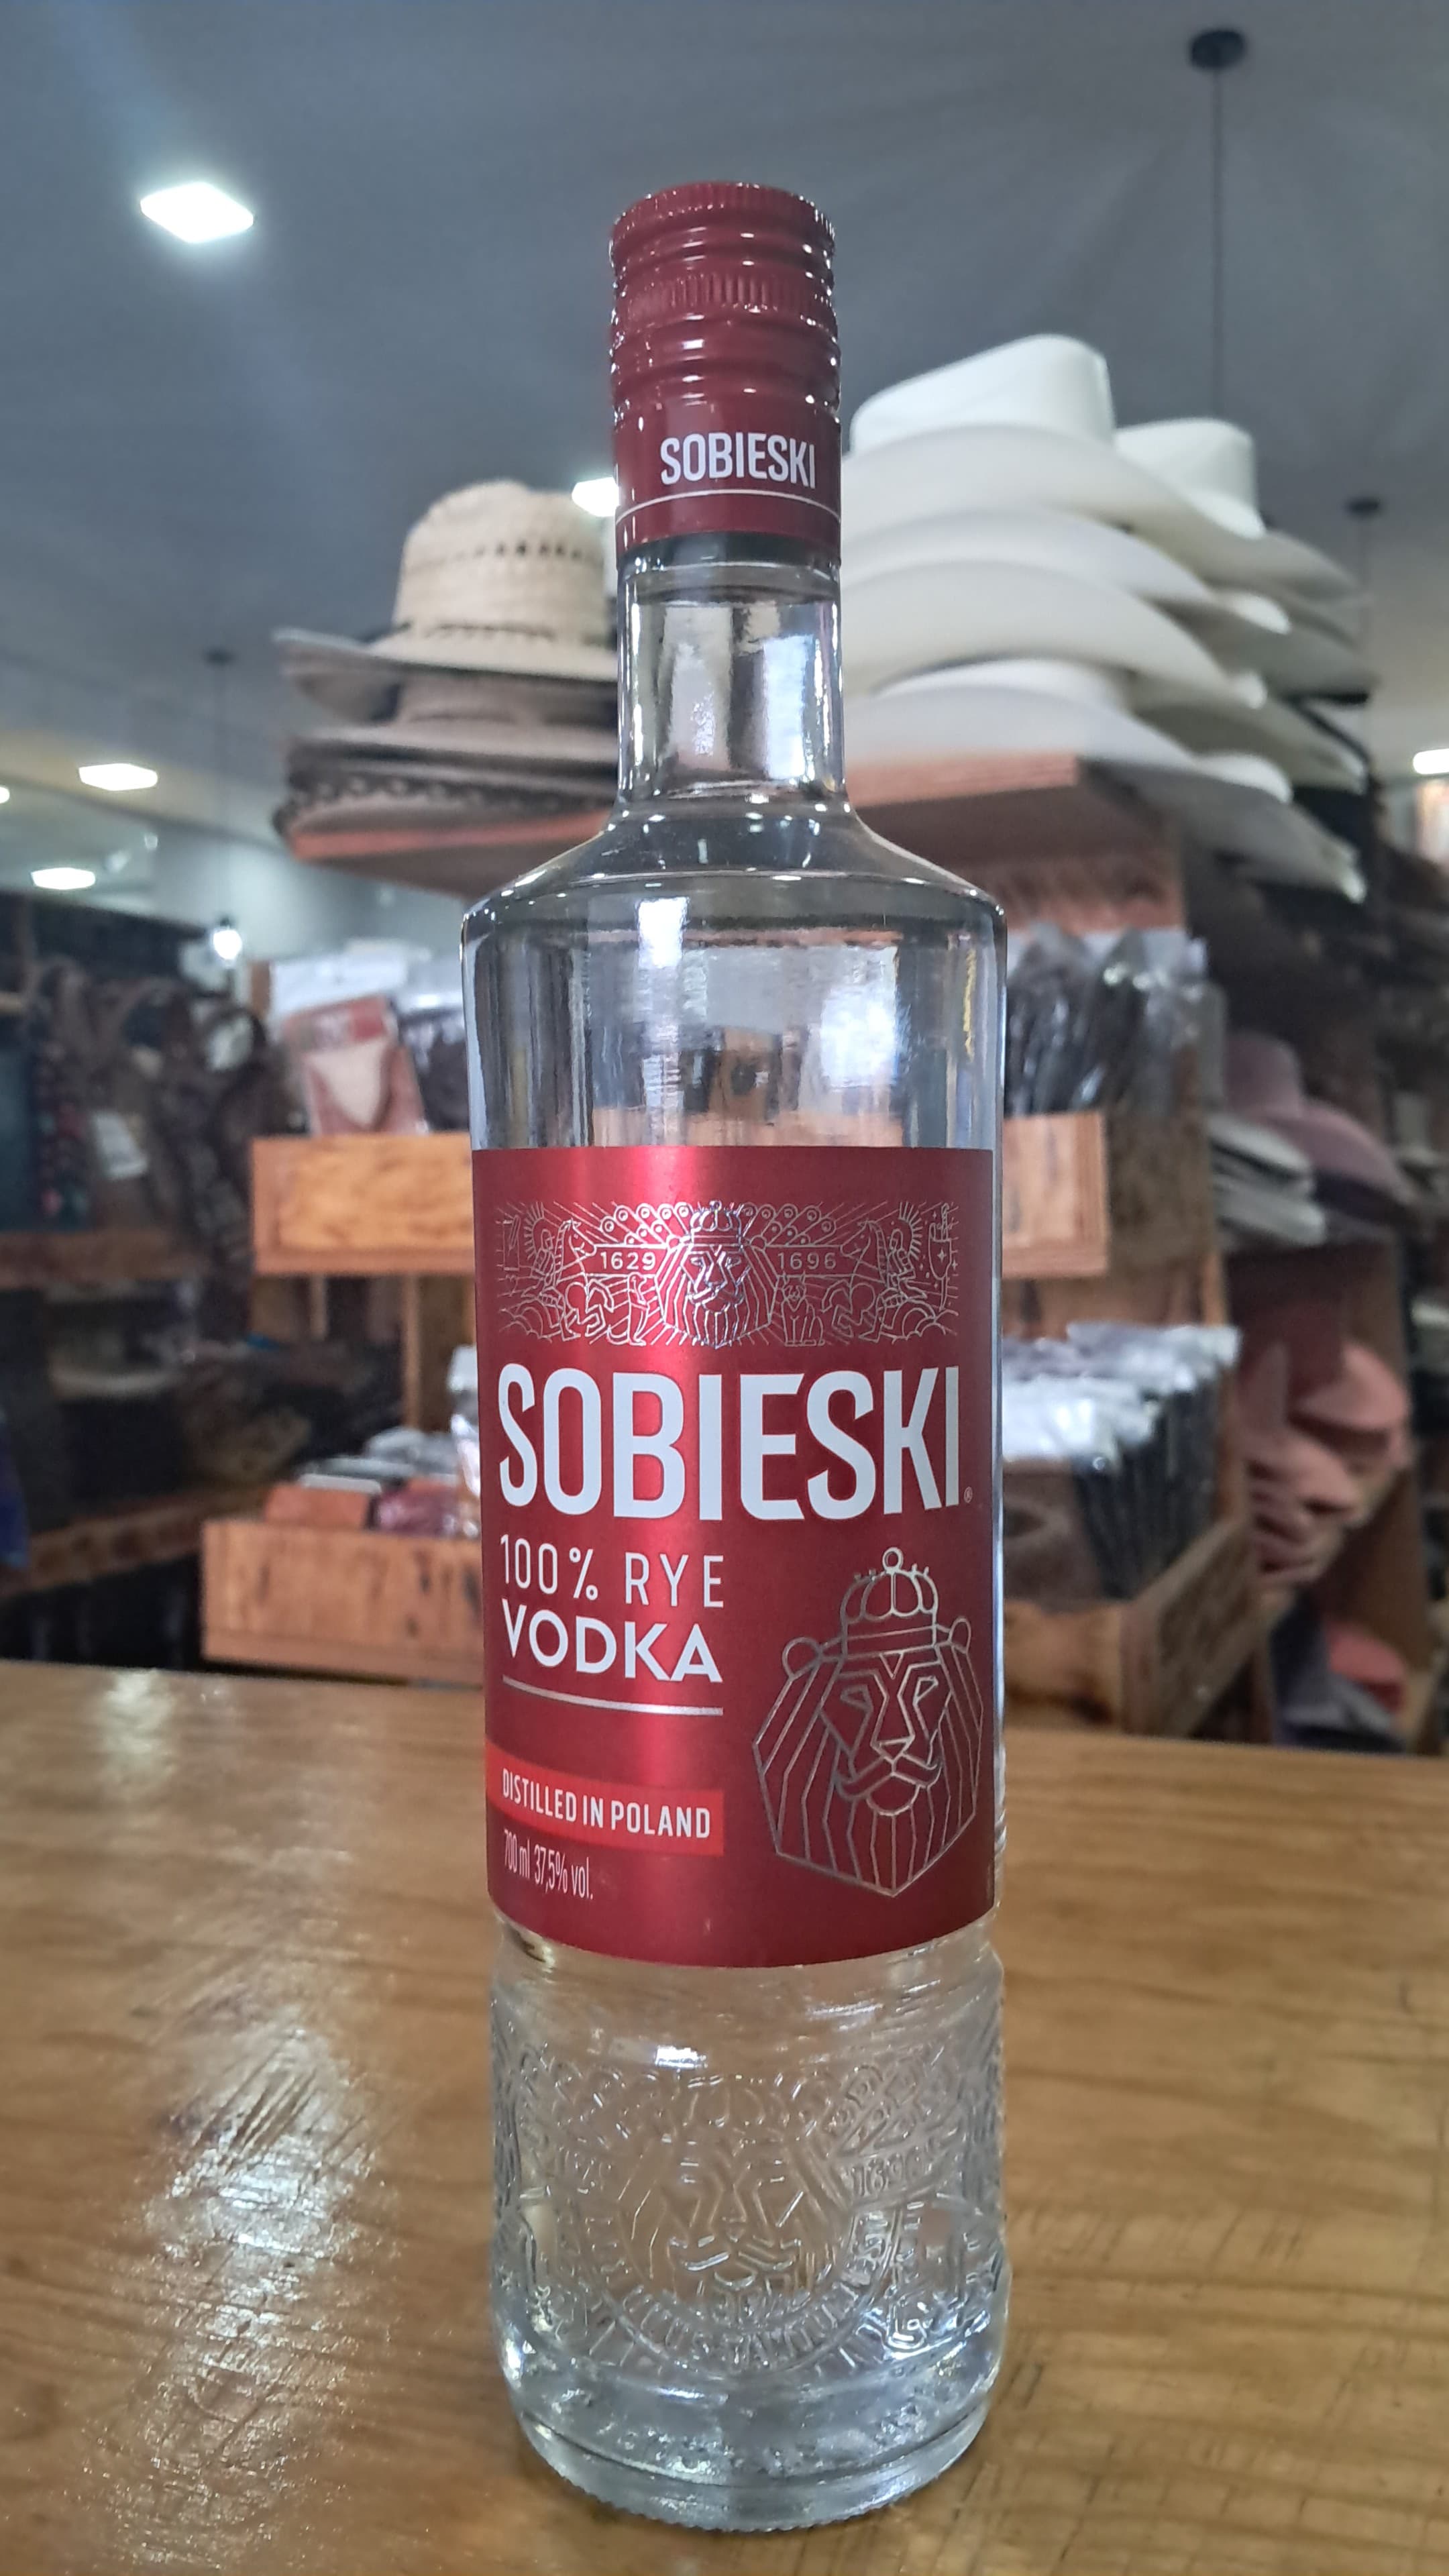 SOBIESKI
1629 1696
SOBIESKI®
100% RYE
VODKA
DISTILLED IN POLAND
700 ml 37,5% vol.